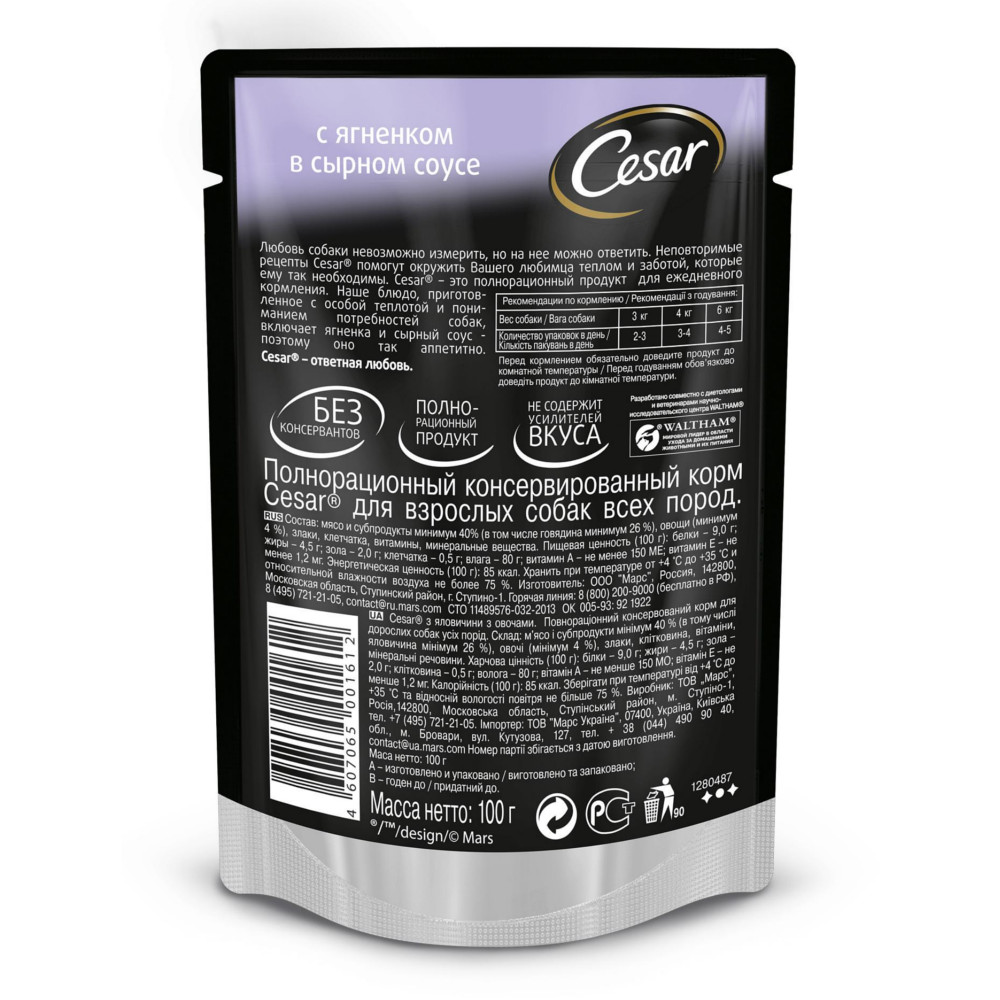 с ягненком
в сырном соусе
Cesar
Любовь собаки невозможно измерить, но на нее можно ответить. Неповторимые
рецепты Cesar® помогут окружить Вашего любимца теплом и заботой, которые
ему так необходимы. Cesar® – это полнорационный продукт для ежедневного
кормления. Наше блюдо, приготов-
ленное с особой теплотой и пони-
манием потребностей собак,
включает ягненка и сырный соус -
поэтому оно так аппетитно.
Cesar® – ответная любовь.
Рекомендации по кормлению / Рекомендації з годування:
Вес собаки / Вага собаки 3 кг 4 кг 6 кг
Количество упаковок в день /
Кількість пакувань в день 2-3 3-4 4-5
Перед кормлением обязательно доведите продукт до
комнатной температуры / Перед годуванням обов'язково
доведіть продукт до кімнатної температури.
БЕЗ
КОНСЕРВАНТОВ
ПОЛНО-
РАЦИОННЫЙ
ПРОДУКТ
НЕ СОДЕРЖИТ
УСИЛИТЕЛЕЙ
ВКУСА
Разработано совместно с диетологами
и ветеринарами научно-
исследовательского центра WALTHAM®
WALTHAM®
МИРОВОЙ ЛИДЕР В ОБЛАСТИ
УХОДА ЗА ДОМАШНИМИ
ЖИВОТНЫМИ И ИХ ПИТАНИЯ
Полнорационный консервированный корм
Cesar® для взрослых собак всех пород.
RUS Состав: мясо и субпродукты минимум 40% (в том числе говядина минимум 26 %), овощи (минимум
4 %), злаки, клетчатка, витамины, минеральные вещества. Пищевая ценность (100 г): белки – 9,0 г;
жиры – 4,5 г; зола – 2,0 г; клетчатка – 0,5 г; влага – 80 г; витамин А – не менее 150 МЕ; витамин Е – не
менее 1,2 мг. Энергетическая ценность (100 г): 85 ккал. Хранить при температуре от +4 °С до +35 °С и
относительной влажности воздуха не более 75 %. Изготовитель: ООО "Марс", Россия, 142800,
Московская область, Ступинский район, г. Ступино-1. Горячая линия: 8 (800) 200-9000 (бесплатно в РФ),
8 (495) 721-21-05, contact@ru.mars.com СТО 11489576-032-2013 ОК 005-93: 92 1922
UA Cesar® з яловичини з овочами. Повнораціонний консервований корм для
дорослих собак усіх порід. Склад: м'ясо і субпродукти мінімум 40 % (в тому числі
яловичина мінімум 26 %), овочі (мінімум 4 %), злаки, клітковина, вітаміни,
мінеральні речовини. Харчова цінність (100 г): білки – 9,0 г; жири – 4,5 г; зола –
2,0 г; клітковина – 0,5 г; волога – 80 г; вітамін А – не менше 150 МО; вітамін Е – не
менше 1,2 мг. Калорійність (100 г): 85 ккал. Зберігати при температурі від +4 °С до
+35 °С та відносній вологості повітря не більше 75 %. Виробник: ТОВ "Марс",
Росія,142800, Московська область, Ступінський район, м. Ступіно-1,
тел. +7 (495) 721-21-05. Імпортер: ТОВ "Марс Україна", 07400, Україна, Київська
обл., м. Бровари, вул. Кутузова, 127, тел. + 38 (044) 490 90 40.
contact@ua.mars.com Номер партії збігається з датою виготовлення.
Маса нетто: 100 г
А – изготовлено и упаковано / виготовлено та запаковано;
В – годен до / придатний до.
4 607065 001612
Масса нетто: 100 г
®/™/design/© Mars
90
1280487